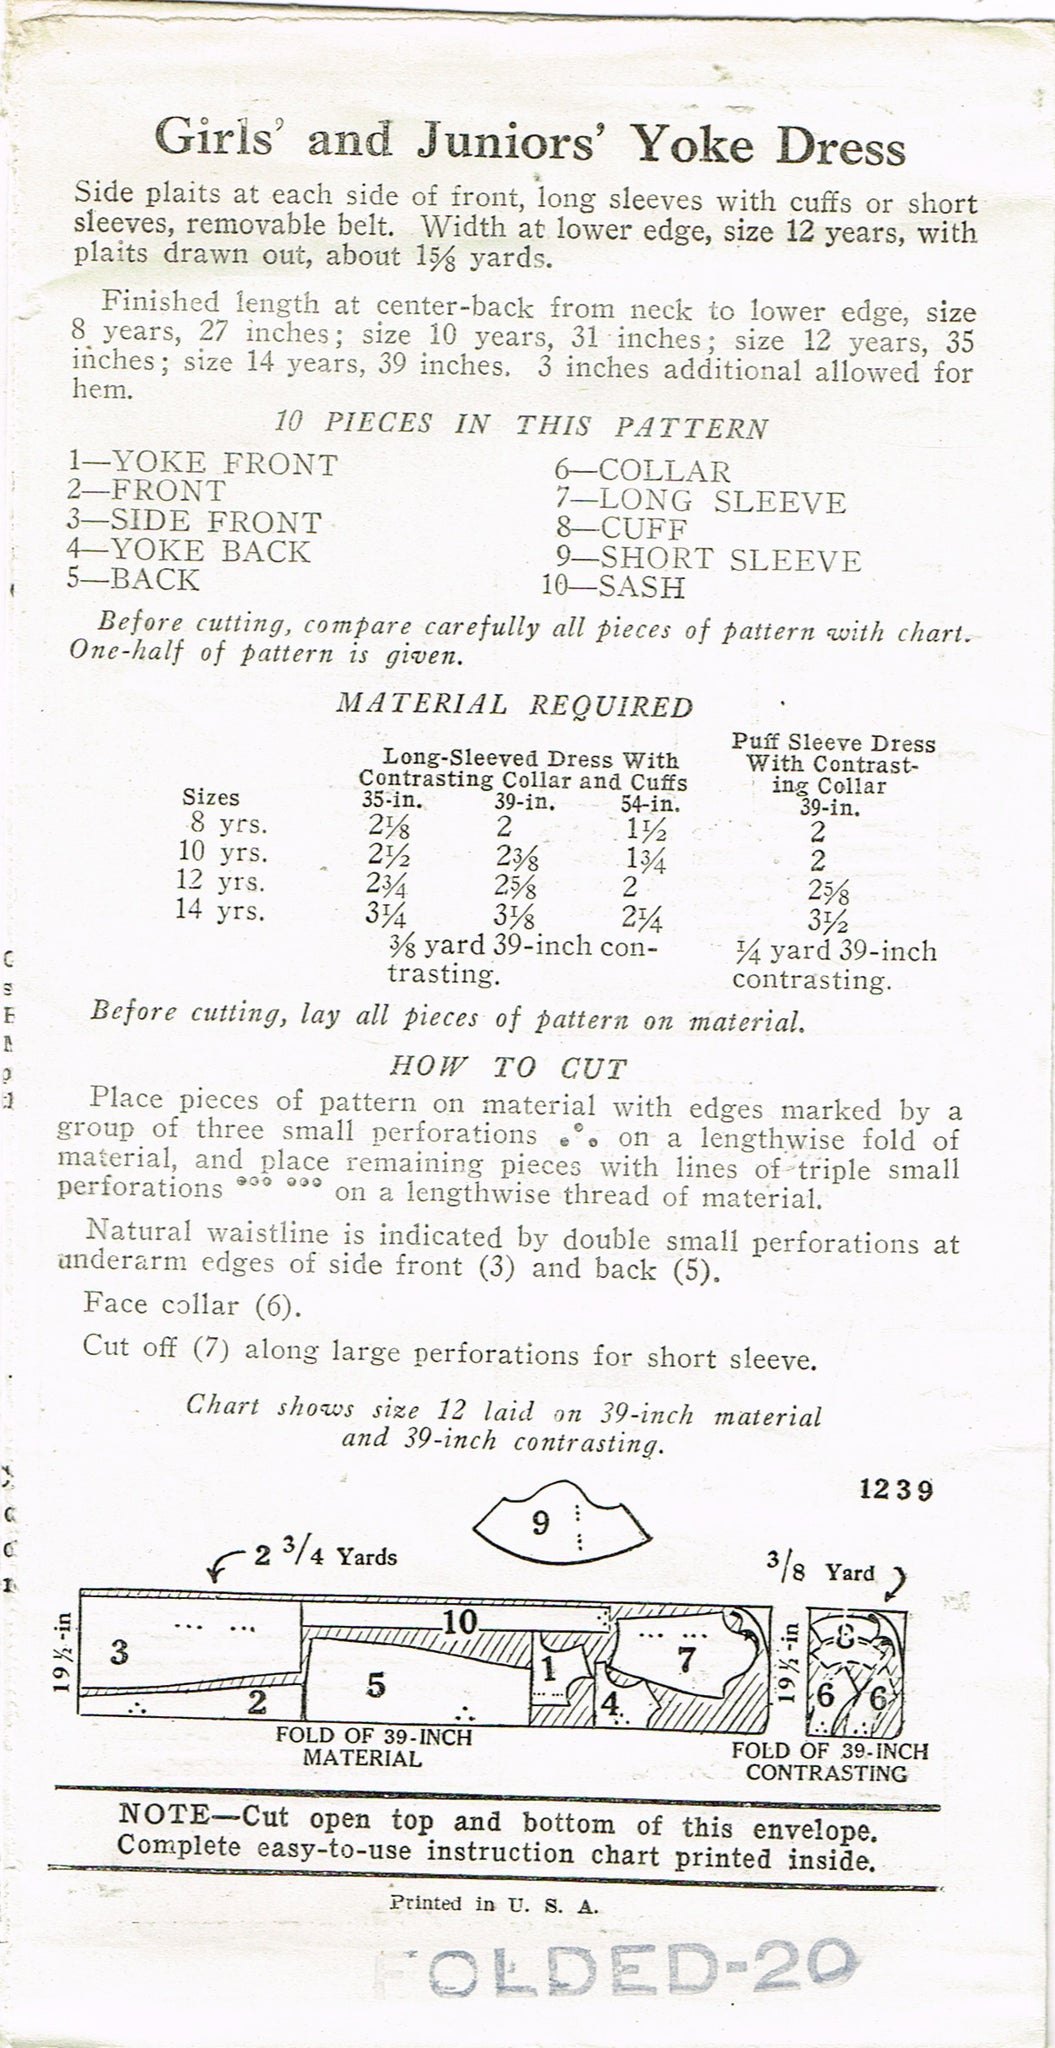 Girls' and Juniors' Yoke Dress
Side plaits at each side of front, long sleeves with cuffs or short
sleeves, removable belt. Width at lower edge, size 12 years, with
plaits drawn out, about 1⅝ yards.
Finished length at center-back from neck to lower edge, size
8 years, 27 inches; size 10 years, 31 inches; size 12 years, 35
inches; size 14 years, 39 inches. 3 inches additional allowed for
hem.
10 PIECES IN THIS PATTERN
1—YOKE FRONT
2—FRONT
3—SIDE FRONT
4—YOKE BACK
5—BACK
6—COLLAR
7—LONG SLEEVE
8—CUFF
9—SHORT SLEEVE
10—SASH
Before cutting, compare carefully all pieces of pattern with chart.
One-half of pattern is given.
MATERIAL REQUIRED
Long-Sleeved Dress With
Contrasting Collar and Cuffs
Puff Sleeve Dress
With Contrast-
ing Collar
Sizes 35-in. 39-in. 54-in. 39-in.
8 yrs. 2⅛ 2 1½ 2
10 yrs. 2½ 2⅜ 1¾ 2
12 yrs. 2¾ 2⅝ 2 2⅝
14 yrs. 3¼ 3⅛ 2¼ 3½
⅜ yard 39-inch con-
trasting.
¼ yard 39-inch
contrasting.
Before cutting, lay all pieces of pattern on material.
HOW TO CUT
Place pieces of pattern on material with edges marked by a
group of three small perforations on a lengthwise fold of
material, and place remaining pieces with lines of triple small
perforations on a lengthwise thread of material.
Natural waistline is indicated by double small perforations at
underarm edges of side front (3) and back (5).
Face collar (6).
Cut off (7) along large perforations for short sleeve.
Chart shows size 12 laid on 39-inch material
and 39-inch contrasting.
1239
9
2 3/4 Yards
3/8 Yard
19½-in
3
10
2
5
1
4
7
19½-in
8
6
6
FOLD OF 39-INCH
MATERIAL
FOLD OF 39-INCH
CONTRASTING
NOTE—Cut open top and bottom of this envelope.
Complete easy-to-use instruction chart printed inside.
Printed in U. S. A.
FOLDED-20